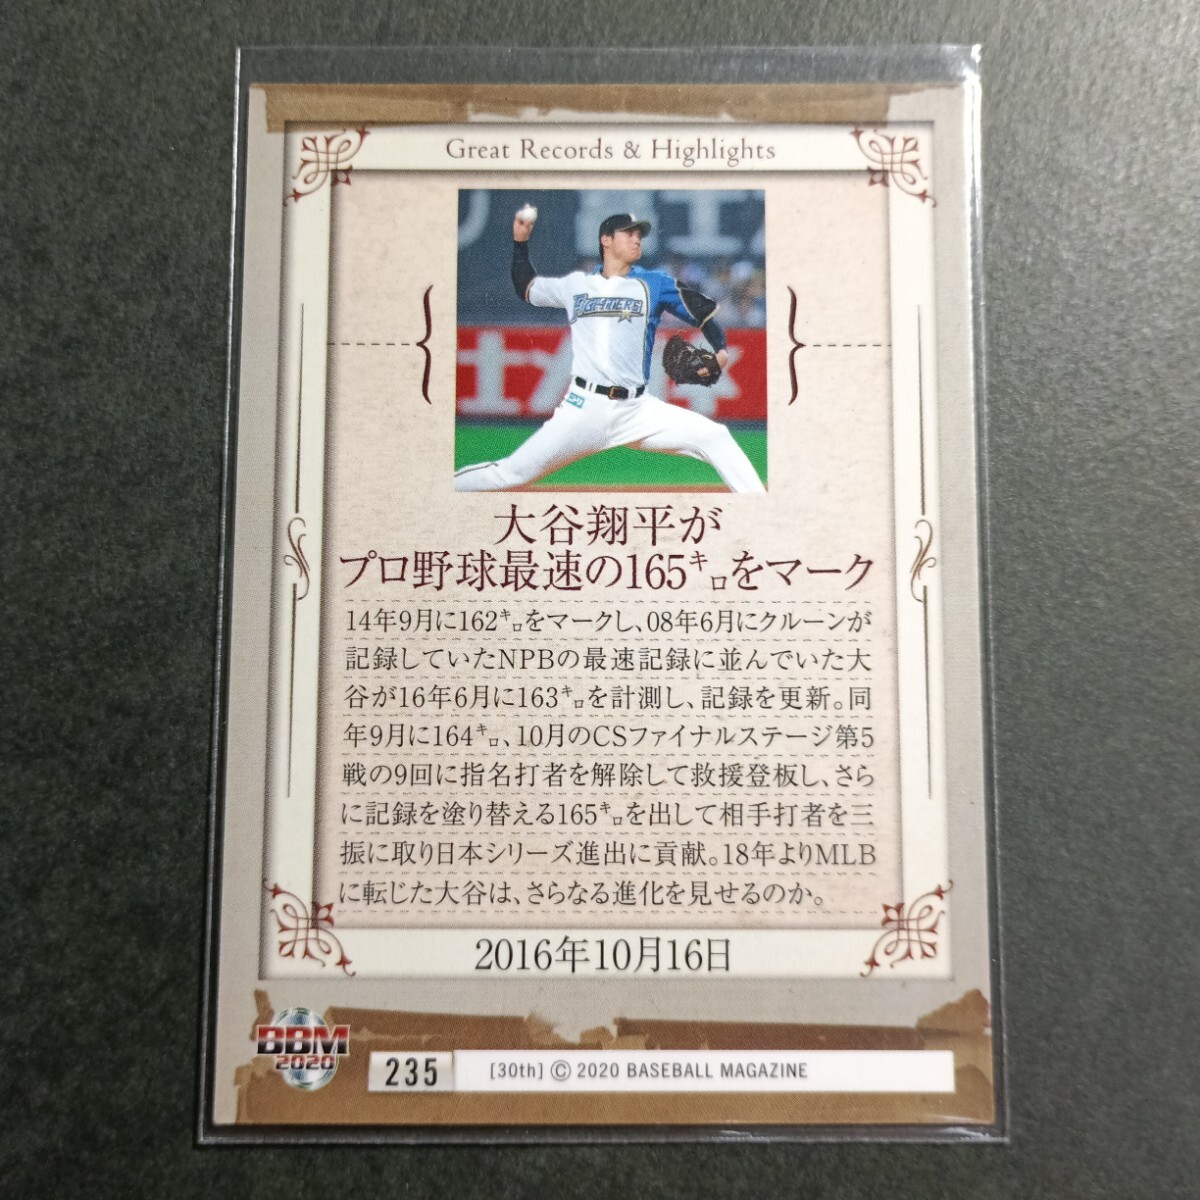 Great Records & Highlights
FIGHTERS
大谷翔平が
プロ野球最速の165㌔をマーク
14年9月に162㌔をマークし、08年6月にクルーンが
記録していたNPBの最速記録に並んでいた大
谷が16年6月に163㌔を計測し、記録を更新。同
年9月に164㌔、10月のCSファイナルステージ第5
戦の9回に指名打者を解除して救援登板し、さら
に記録を塗り替える165㌔を出して相手打者を三
振に取り日本シリーズ進出に貢献。18年よりMLB
に転じた大谷は、さらなる進化を見せるのか。
2016年10月16日
BBM
2020
235
[30th] © 2020 BASEBALL MAGAZINE